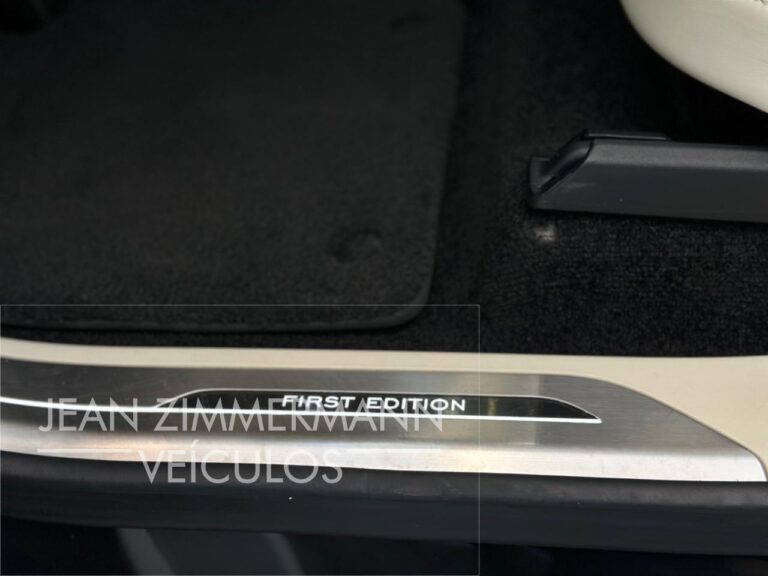 FIRST EDITION
JEAN ZIMMERMANN
VEÍCULOS